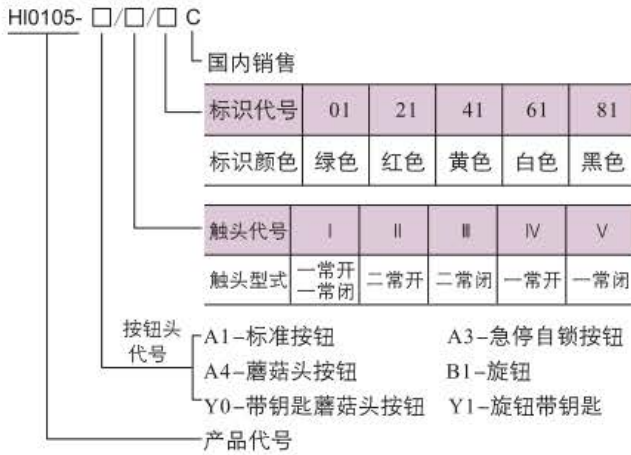 HI0105- □/□/□ C
国内销售
标识代号 01 21 41 61 81
标识颜色 绿色 红色 黄色 白色 黑色
触头代号 Ⅰ Ⅱ Ⅲ Ⅳ Ⅴ
触头型式 一常开一常闭 二常开 二常闭 一常开 一常闭
按钮头代号
A1-标准按钮 A3-急停自锁按钮
A4-蘑菇头按钮 B1-旋钮
Y0-带钥匙蘑菇头按钮 Y1-旋钮带钥匙
产品代号